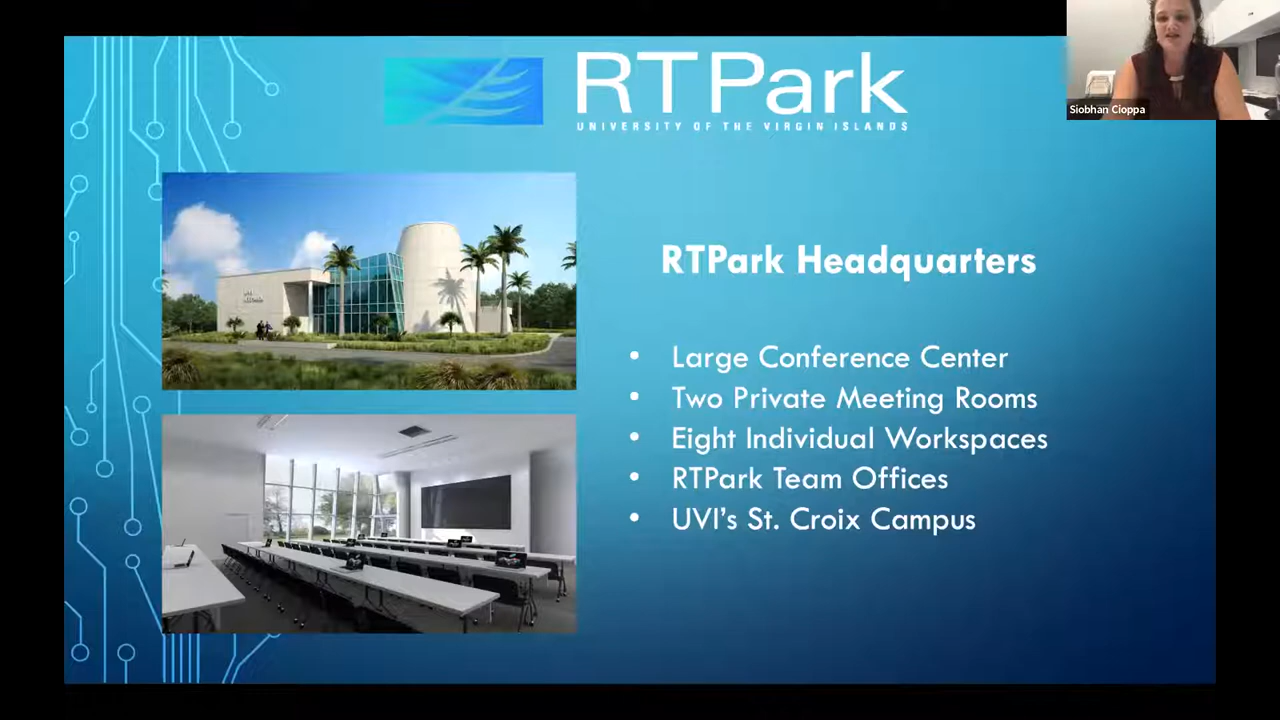 RTPark
UNIVERSITY OF THE VIRGIN ISLANDS
Siobhan Cioppa
RTPark Headquarters
• Large Conference Center
• Two Private Meeting Rooms
• Eight Individual Workspaces
• RTPark Team Offices
• UVI's St. Croix Campus